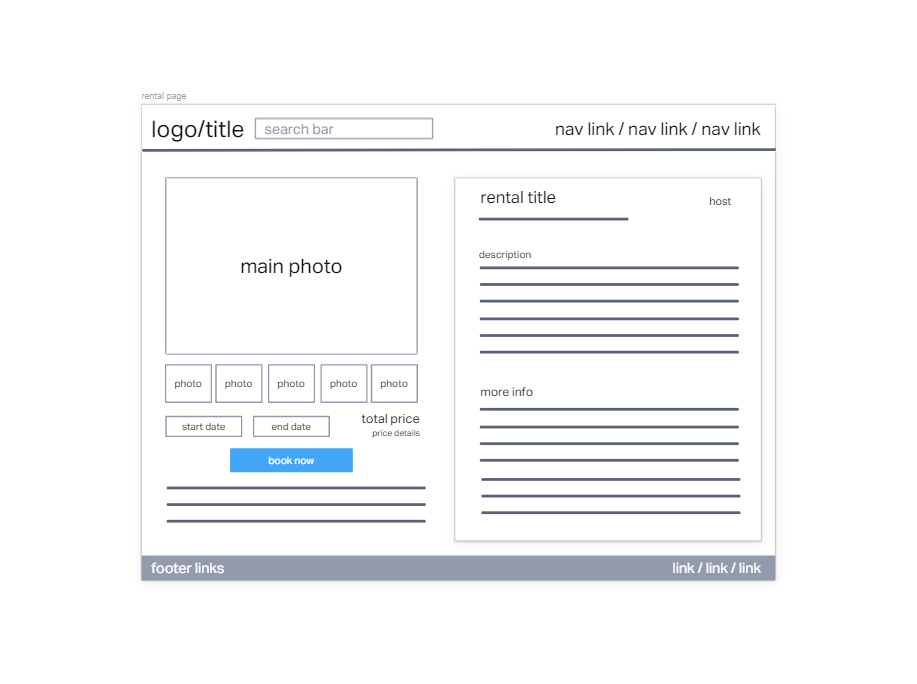 rental page
logo/title
search bar
nav link / nav link / nav link
main photo
photo photo photo photo photo
start date
end date
total price
price details
book now
rental title
host
description
more info
footer links
link / link / link